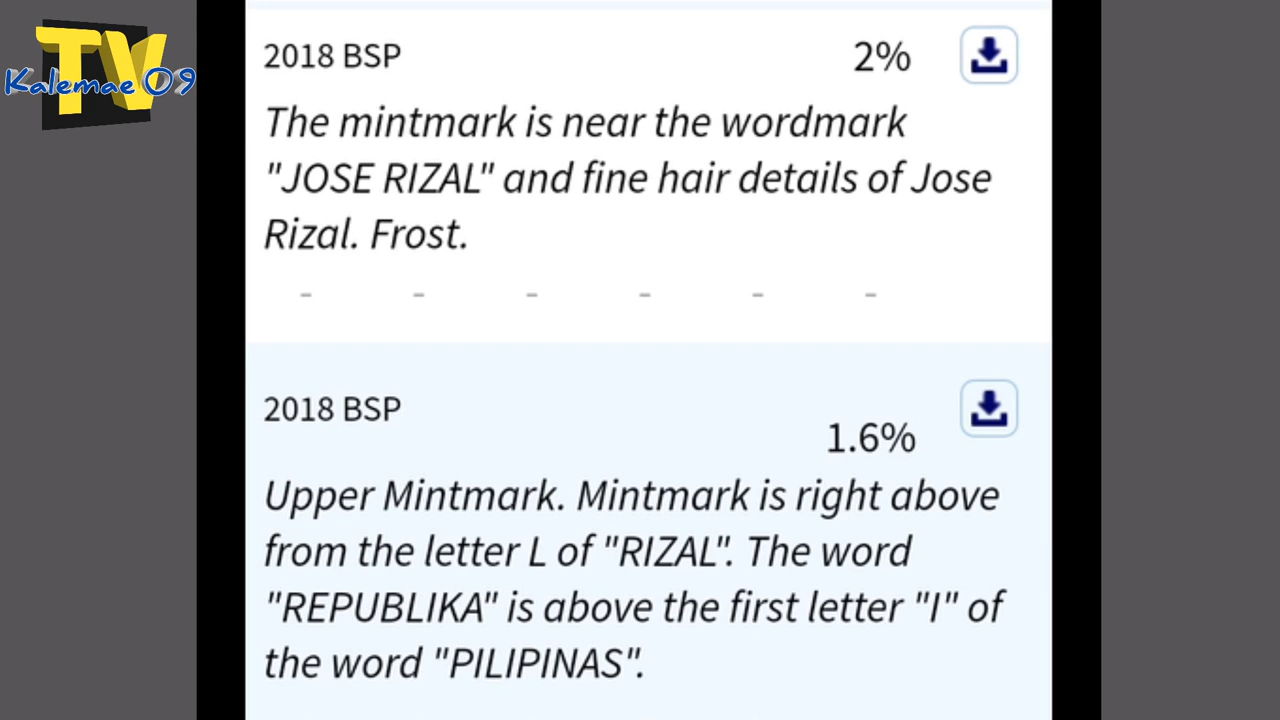 TV
Kalemae 09
2018 BSP 2%
The mintmark is near the wordmark
"JOSE RIZAL" and fine hair details of Jose
Rizal. Frost.
- - - - - -
2018 BSP 1.6%
Upper Mintmark. Mintmark is right above
from the letter L of "RIZAL". The word
"REPUBLIKA" is above the first letter "I" of
the word "PILIPINAS".